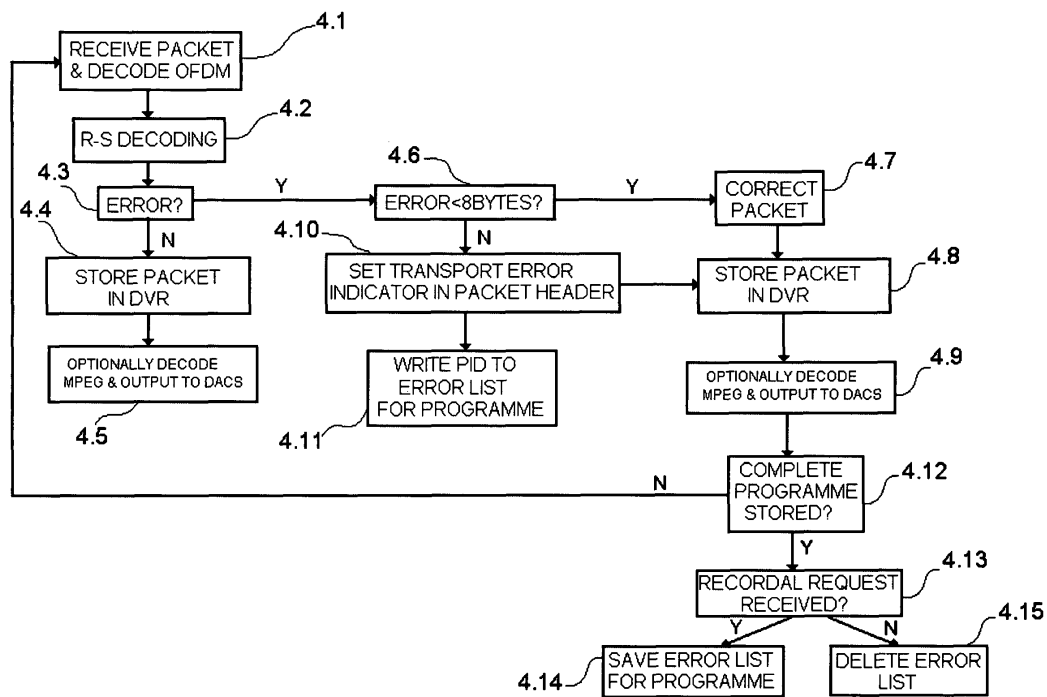 4.1
RECEIVE PACKET
& DECODE OFDM
4.2
R-S DECODING
4.3
ERROR?
Y
4.6
ERROR<8BYTES?
Y
4.7
CORRECT
PACKET
4.4
N
STORE PACKET
IN DVR
4.10
N
SET TRANSPORT ERROR
INDICATOR IN PACKET HEADER
4.8
STORE PACKET
IN DVR
OPTIONALLY DECODE
MPEG & OUTPUT TO DACS
4.5
WRITE PID TO
ERROR LIST
FOR PROGRAMME
4.11
4.9
OPTIONALLY DECODE
MPEG & OUTPUT TO DACS
4.12
COMPLETE
PROGRAMME
STORED?
N
Y
4.13
RECORDAL REQUEST
RECEIVED?
Y
N
4.15
4.14
SAVE ERROR LIST
FOR PROGRAMME
DELETE ERROR
LIST